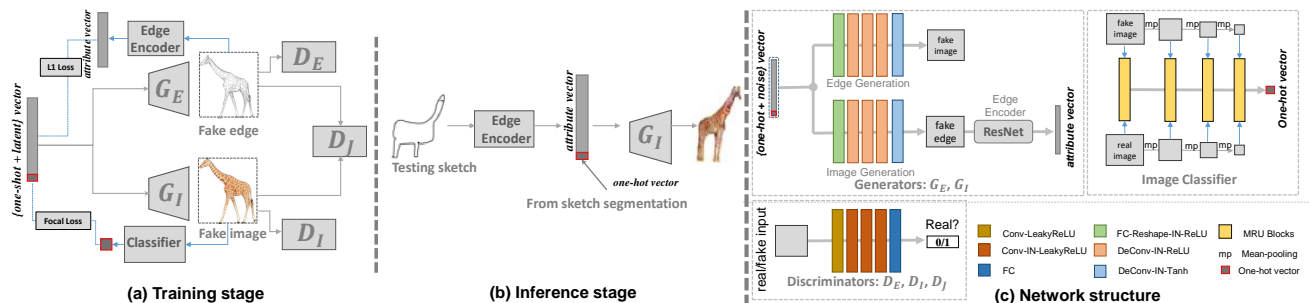 {one-shot + latent} vector
L1 Loss
attribute vector
Edge
Encoder
G_E
Fake edge
D_E
D_J
G_I
Fake image
D_I
Focal Loss
Classifier
(a) Training stage
Testing sketch
Edge
Encoder
attribute vector
G_I
one-hot vector
From sketch segmentation
(b) Inference stage
{one-hot + noise} vector
fake
image
Edge Generation
fake
edge
Image Generation
Edge
Encoder
ResNet
attribute vector
Generators: G_E, G_I
fake
image
mp
mp
mp
One-hot vector
real
image
mp
mp
mp
Image Classifier
real/fake input
Real?
0/1
Discriminators: D_E, D_I, D_J
Conv-LeakyReLU
Conv-IN-LeakyReLU
FC
FC-Reshape-IN-ReLU
DeConv-IN-ReLU
DeConv-IN-Tanh
MRU Blocks
mp Mean-pooling
One-hot vector
(c) Network structure